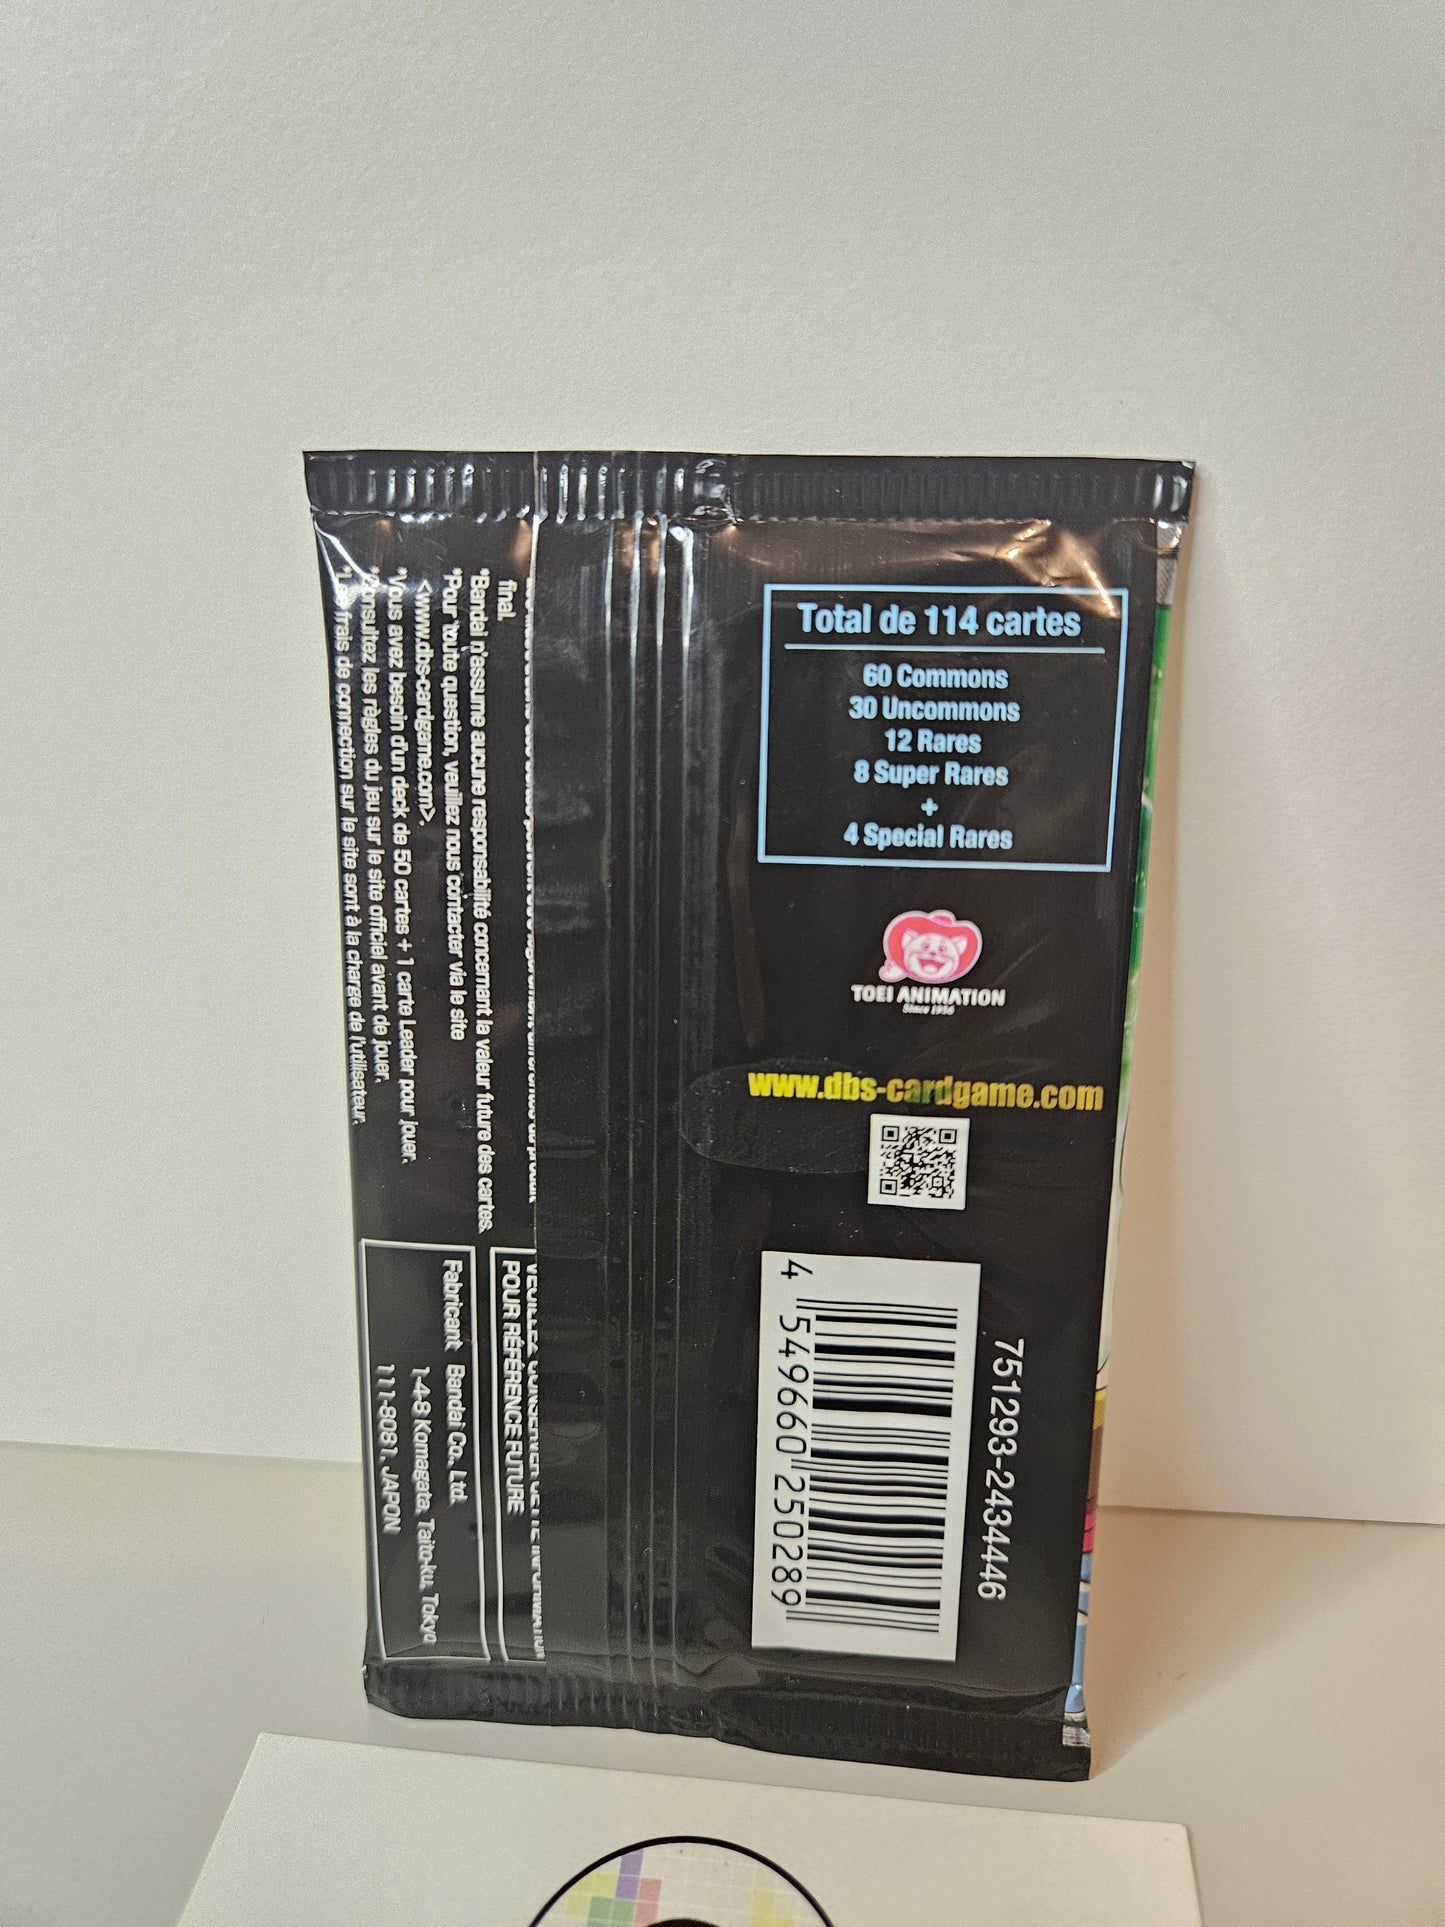 Total de 114 cartes
60 Commons
30 Uncommons
12 Rares
8 Super Rares
+
4 Special Rares
TOEI ANIMATION
Since 1956
www.dbs-cardgame.com
751293-2434446
4 549660 250289
final.
*Bandai n'assume aucune responsabilité concernant la valeur future des cartes.
*Pour toute question, veuillez nous contacter via le site
<www.dbs-cardgame.com>.
*Vous avez besoin d'un deck de 50 cartes + 1 carte Leader pour jouer.
*Consultez les règles du jeu sur le site officiel avant de jouer.
*Les frais de connection sur le site sont à la charge de l'utilisateur.
VEUILLEZ CONSERVER CETTE INFORMATION
POUR RÉFÉRENCE FUTURE
Fabricant Bandai Co., Ltd.
1-4-8 Komagata, Taito-ku, Tokyo
111-8081, JAPON